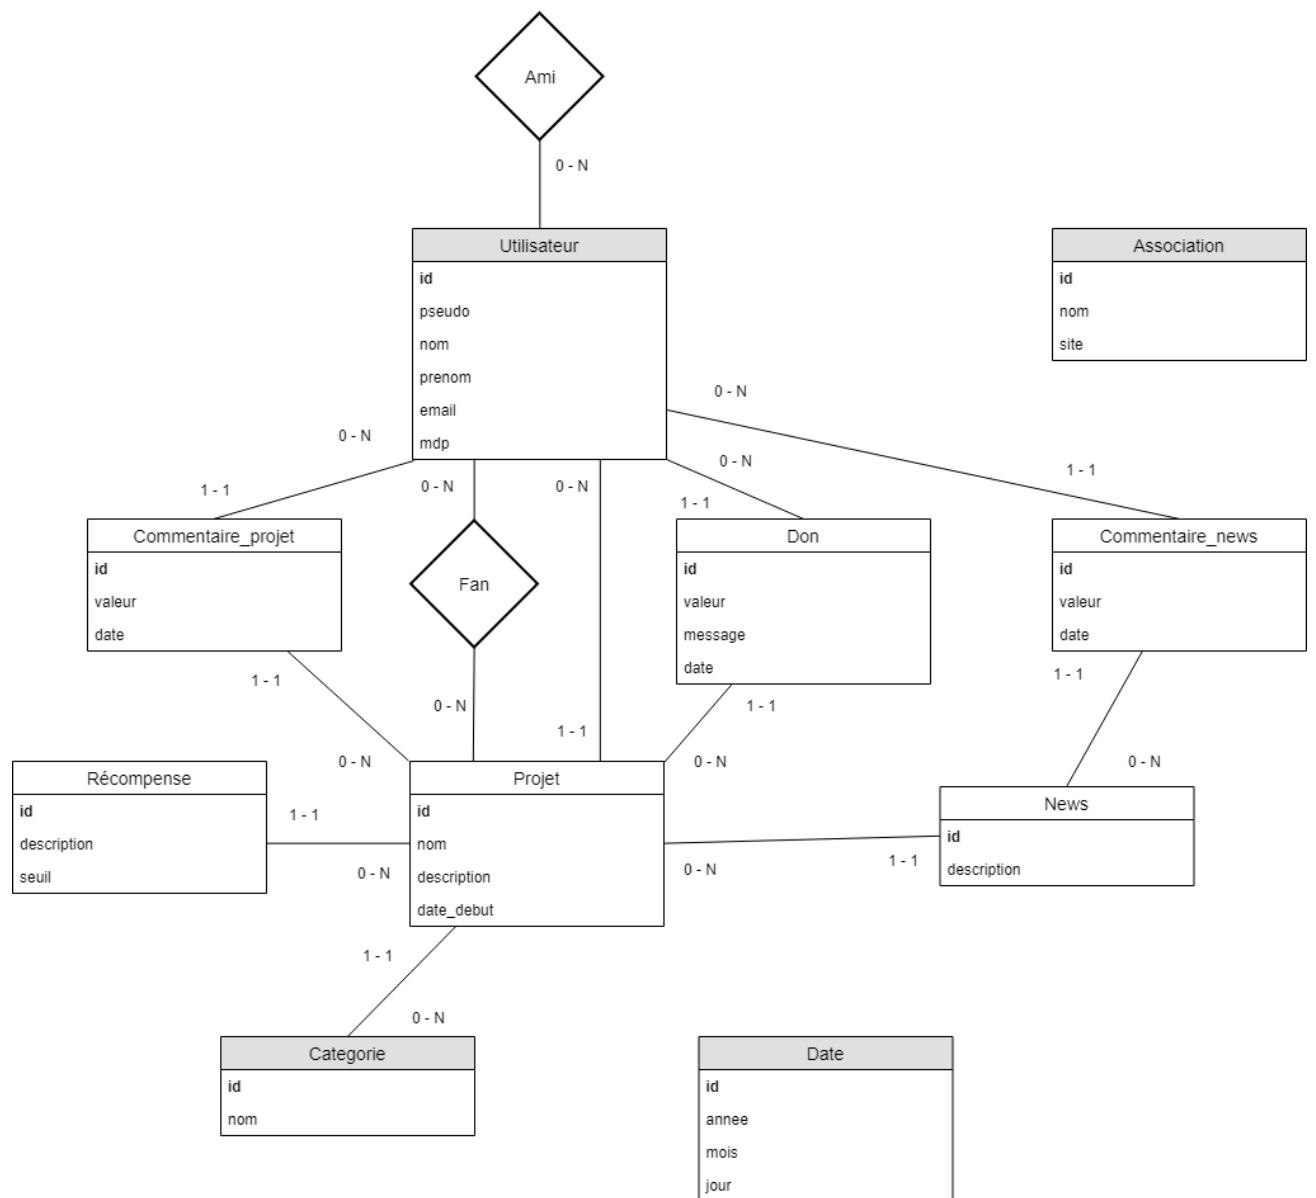 Ami
0 - N
Utilisateur
id
pseudo
nom
prenom
email
mdp
Association
id
nom
site
0 - N
0 - N
0 - N
0 - N
0 - N
1 - 1
1 - 1
1 - 1
Commentaire_projet
id
valeur
date
Fan
Don
id
valeur
message
date
Commentaire_news
id
valeur
date
1 - 1
0 - N
1 - 1
1 - 1
1 - 1
0 - N
0 - N
0 - N
Récompense
id
description
seuil
Projet
id
nom
description
date_debut
News
id
description
1 - 1
0 - N
0 - N
1 - 1
1 - 1
0 - N
Categorie
id
nom
Date
id
annee
mois
jour